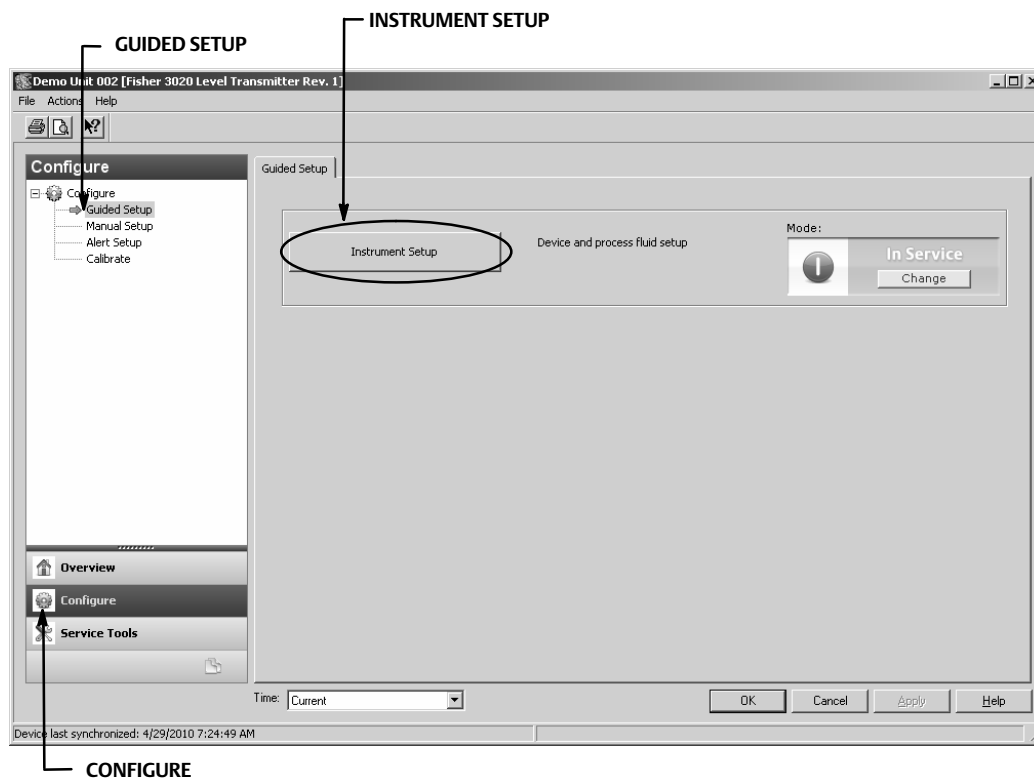 INSTRUMENT SETUP
GUIDED SETUP
Demo Unit 002 [Fisher 3020 Level Transmitter Rev. 1]
File Actions Help
Configure
Guided Setup
Configure
Guided Setup
Manual Setup
Alert Setup
Calibrate
Instrument Setup
Device and process fluid setup
Mode:
In Service
Change
Overview
Configure
Service Tools
Time: Current
OK Cancel Apply Help
Device last synchronized: 4/29/2010 7:24:49 AM
CONFIGURE